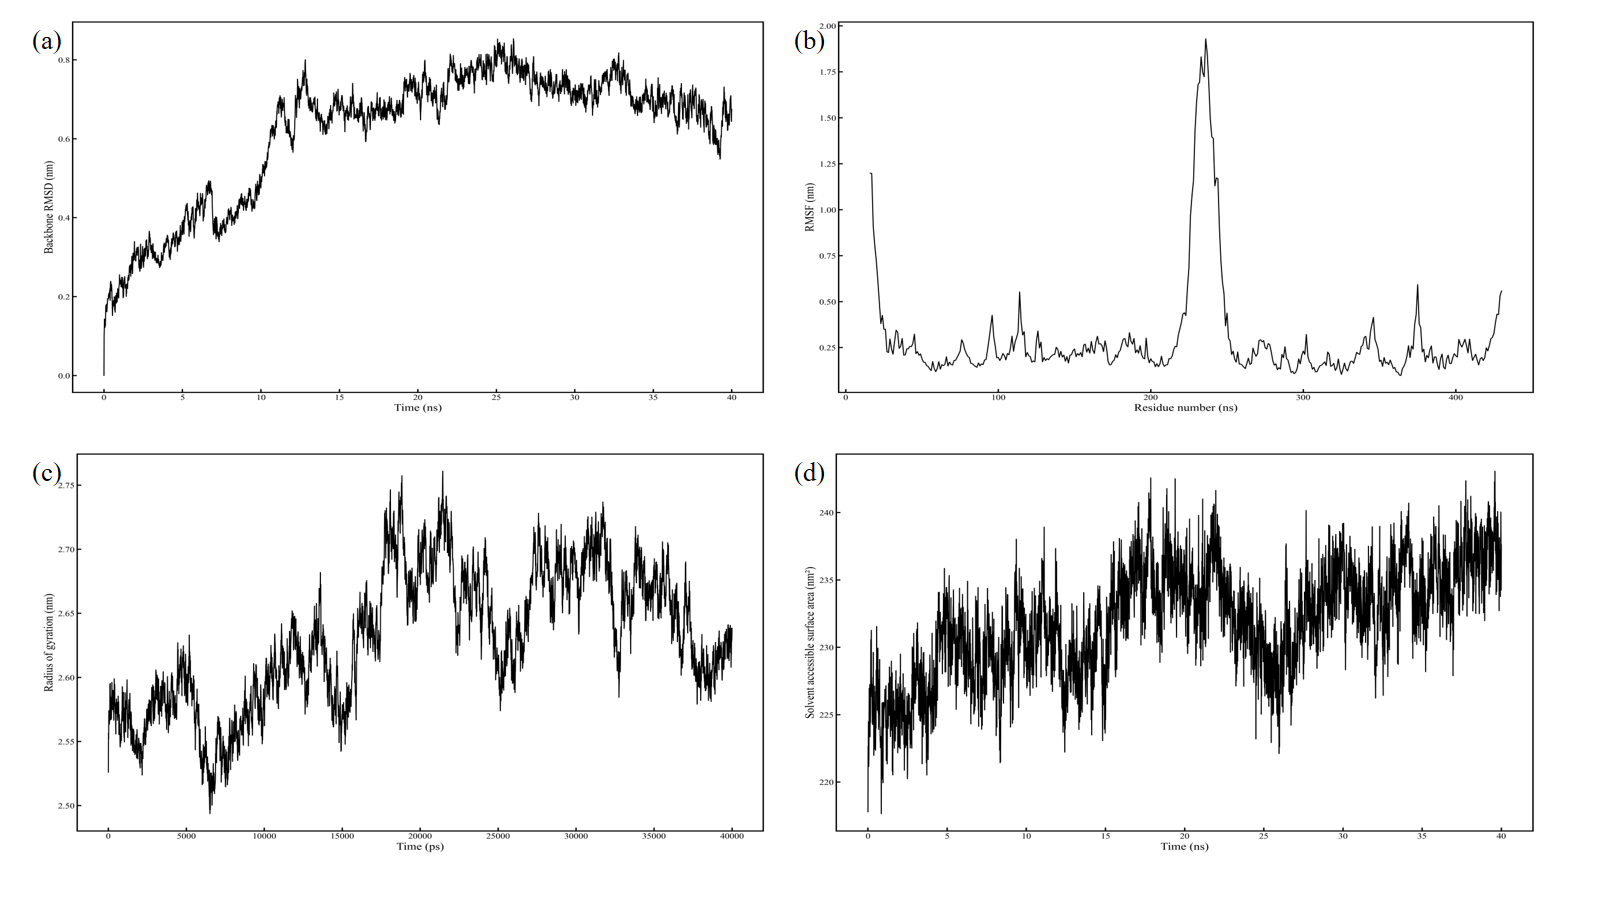 (a)
0.8
0.6
0.4
0.2
0.0
Backbone RMSD (nm)
0 5 10 15 20 25 30 35 40
Time (ns)
(b)
2.00
1.75
1.50
1.25
1.00
0.75
0.50
0.25
RMSF (nm)
0 100 200 300 400
Residue number (ns)
(c)
2.75
2.70
2.65
2.60
2.55
2.50
Radius of gyration (nm)
0 5000 10000 15000 20000 25000 30000 35000 40000
Time (ps)
(d)
240
235
230
225
220
Solvent accessible surface area (nm²)
0 5 10 15 20 25 30 35 40
Time (ns)